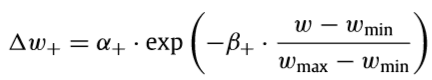 Δw₊ = α₊ · exp(−β₊ · (w − w_min)/(w_max − w_min))